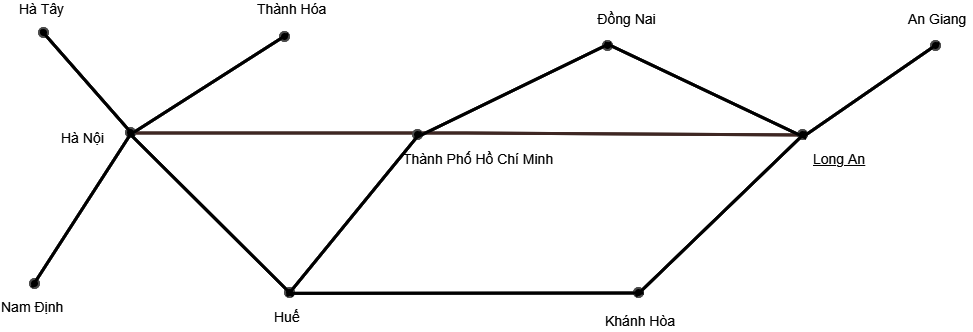 Hà Tây
Thành Hóa
Đồng Nai
An Giang
Hà Nội
Thành Phố Hồ Chí Minh
Long An
Nam Định
Huế
Khánh Hòa